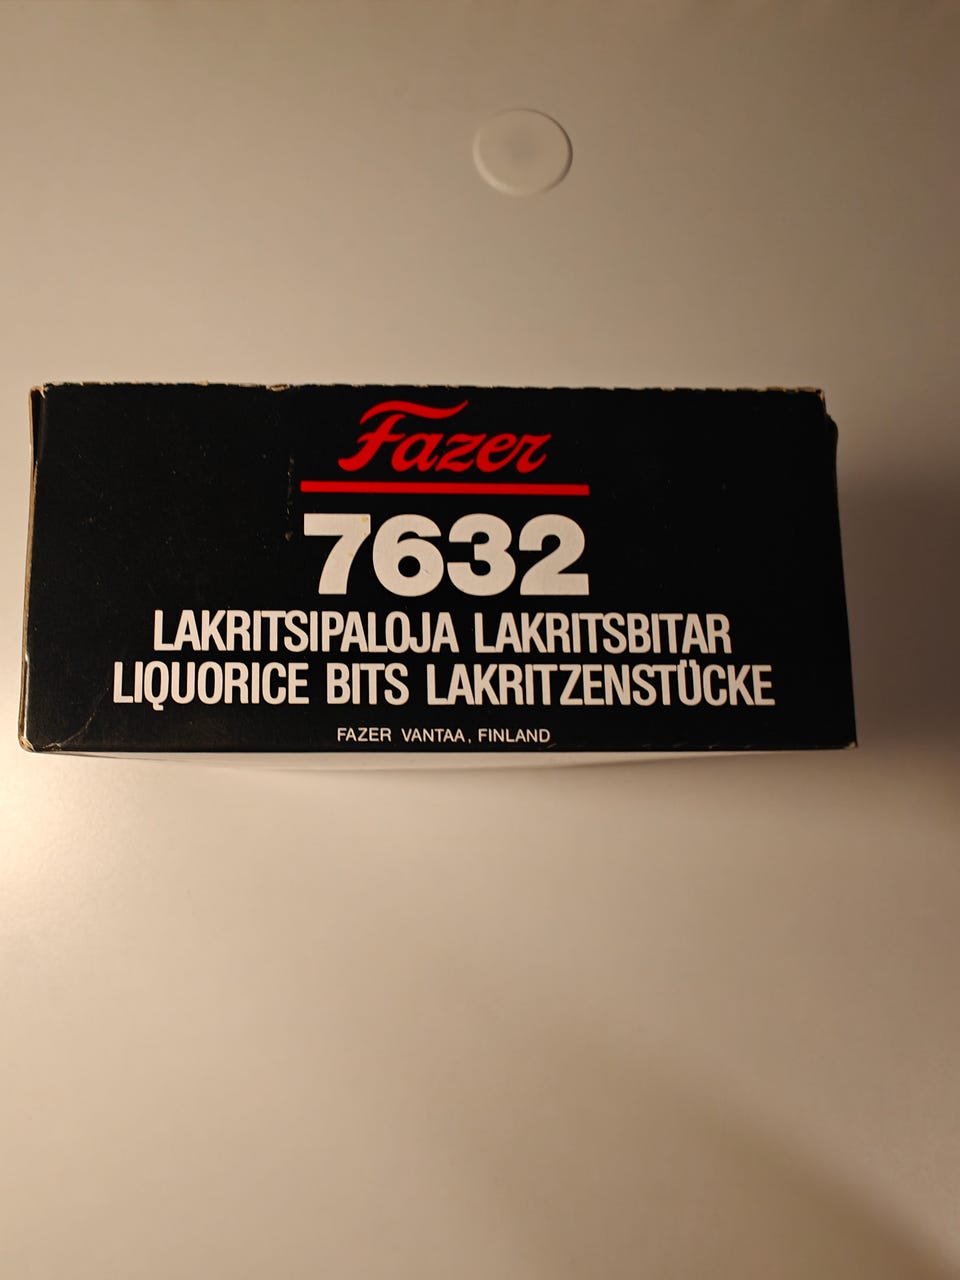 Fazer
7632
LAKRITSIPALOJA LAKRITSBITAR
LIQUORICE BITS LAKRITZENSTÜCKE
FAZER VANTAA, FINLAND